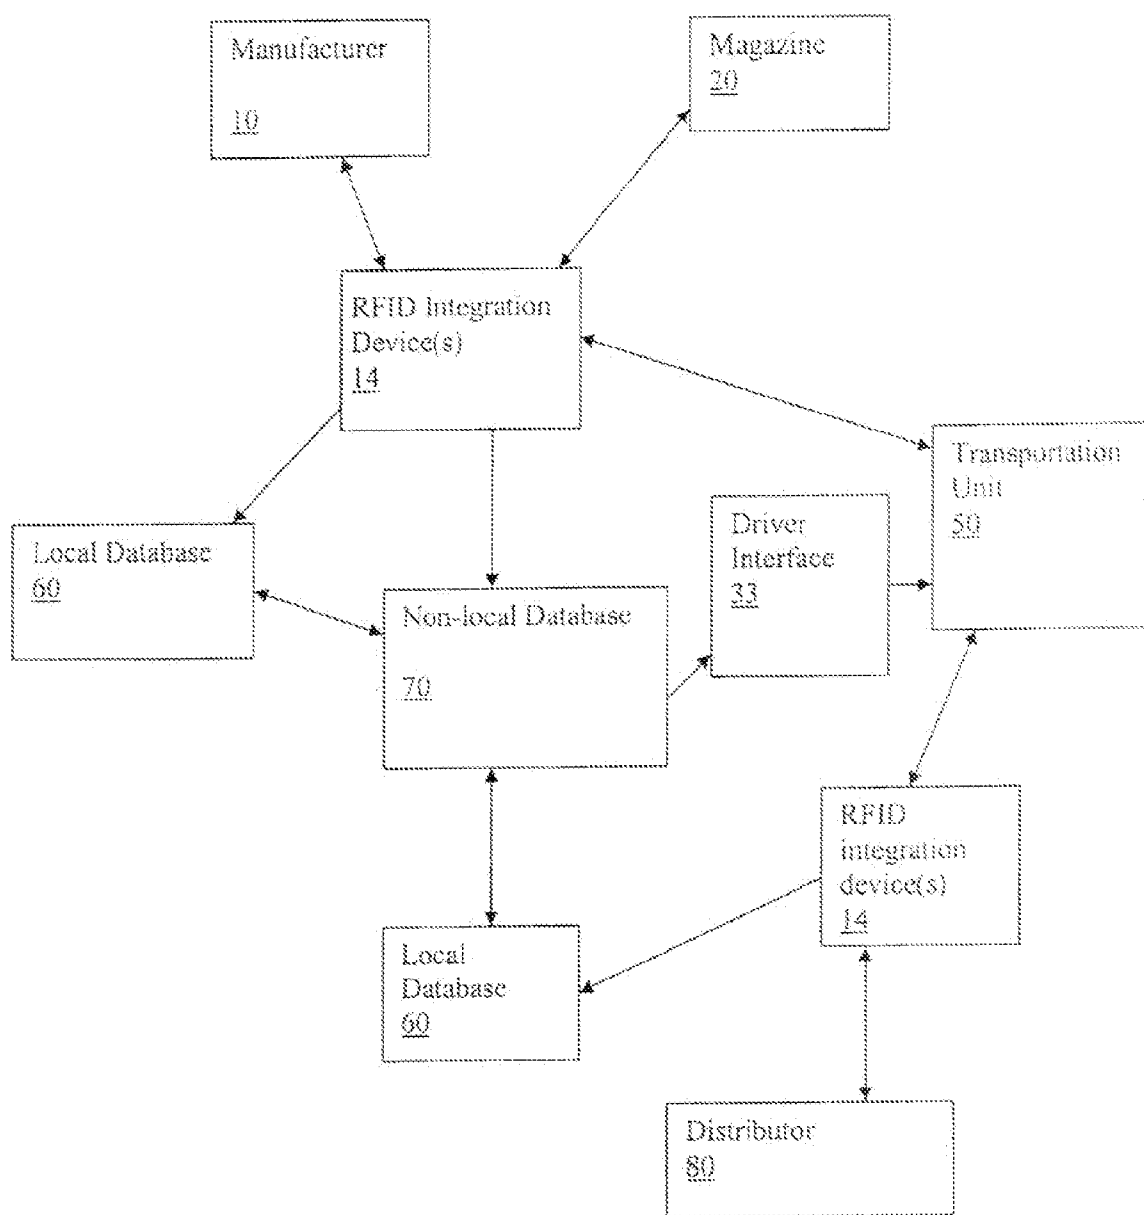 Manufacturer
10
Magazine
20
RFID Integration
Device(s)
14
Transportation
Unit
50
Driver
Interface
33
Local Database
60
Non-local Database
70
RFID
integration
device(s)
14
Local
Database
60
Distributor
80